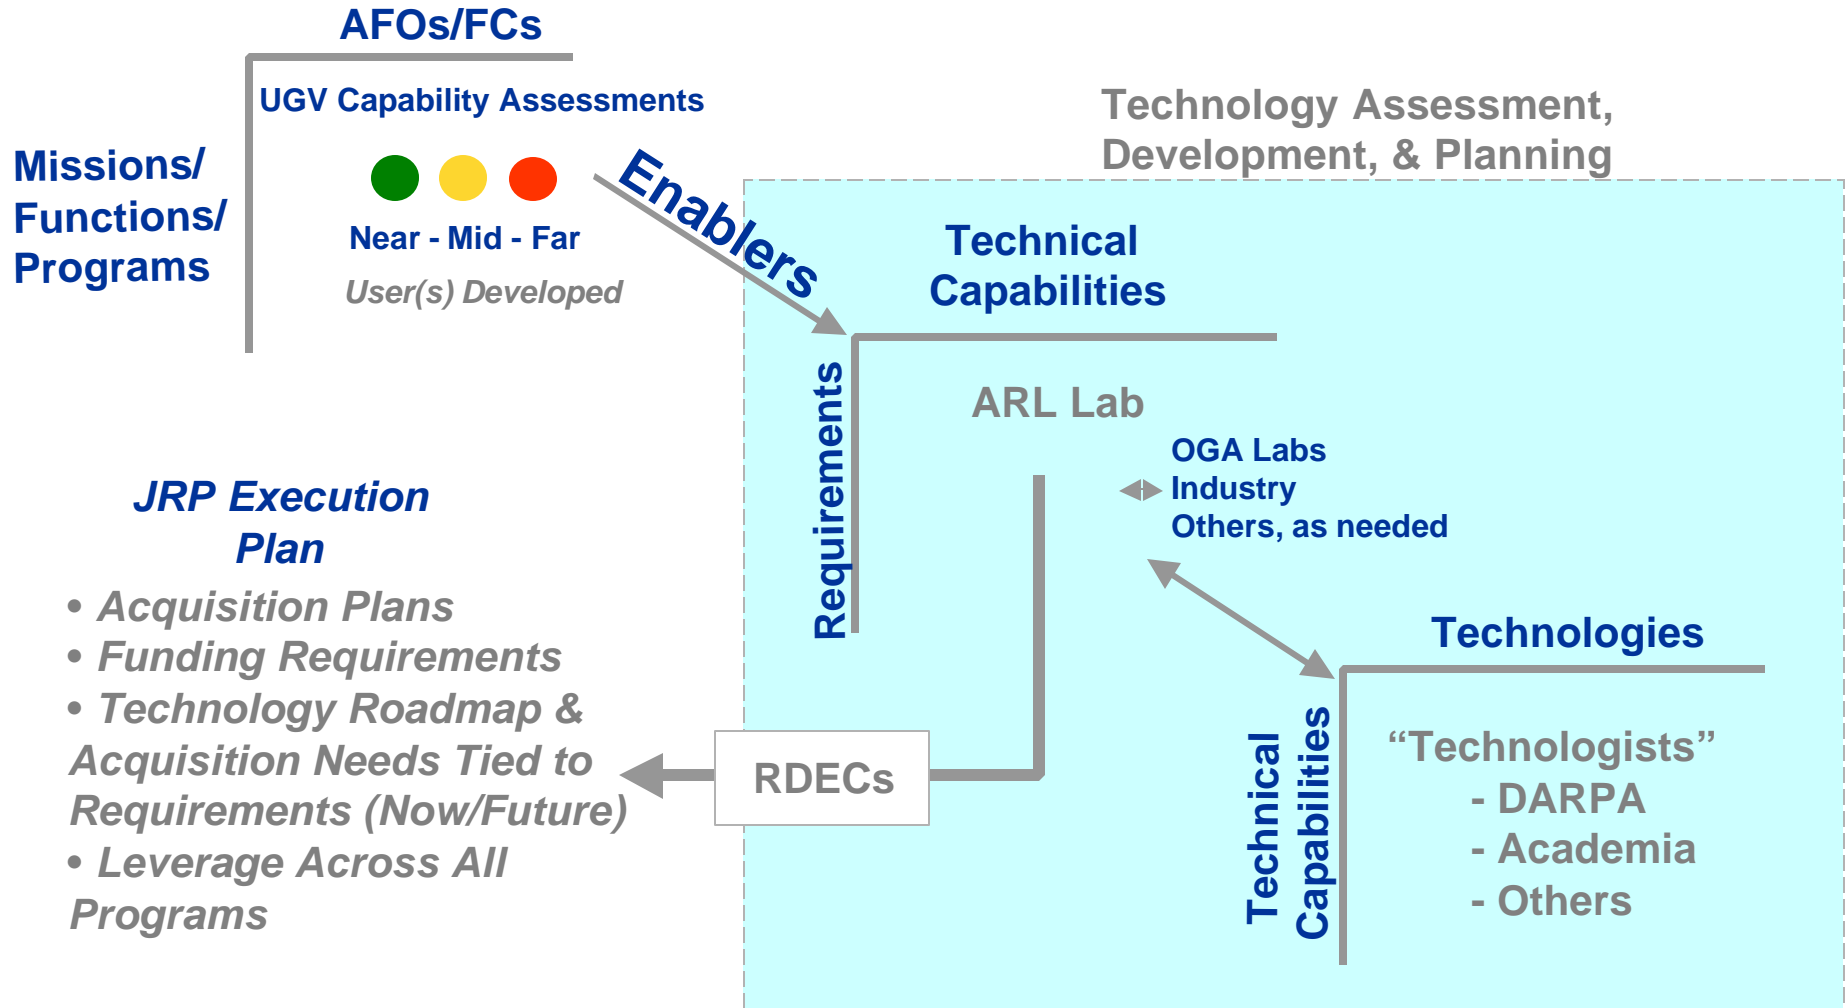 AFOs/FCs
UGV Capability Assessments
Missions/
Functions/
Programs
Near - Mid - Far
User(s) Developed
Enablers
Technology Assessment,
Development, & Planning
Technical
Capabilities
Requirements
ARL Lab
OGA Labs
Industry
Others, as needed
JRP Execution
Plan
• Acquisition Plans
• Funding Requirements
• Technology Roadmap &
Acquisition Needs Tied to
Requirements (Now/Future)
• Leverage Across All
Programs
RDECs
Technologies
Technical
Capabilities
“Technologists”
- DARPA
- Academia
- Others